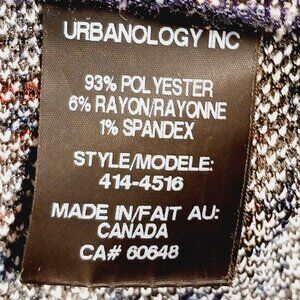 URBANOLOGY INC
93% POLYESTER
6% RAYON/RAYONNE
1% SPANDEX
STYLE/MODELE:
414-4516
MADE IN/FAIT AU:
CANADA
CA# 60648